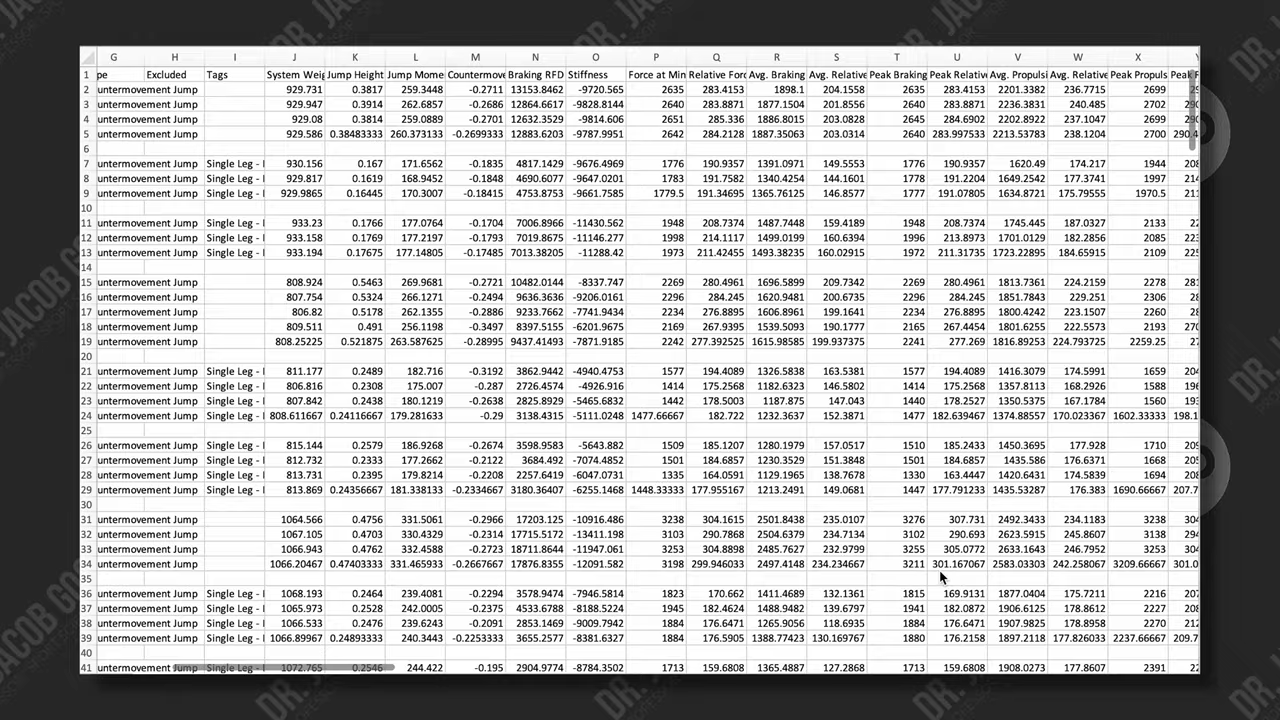 G H I J K L M N O P Q R S T U V W X Y
1 pe Excluded Tags System Weig Jump Height Jump Mome Countermove Braking RFD Stiffness Force at Min Relative Forc Avg. Braking Avg. Relative Peak Braking Peak Relativ Avg. Propulsi Avg. Relative Peak Propuls Peak
2 untermovement Jump 929.731 0.3817 259.3448 -0.2711 13153.8462 -9720.565 2635 283.4153 1898.1 204.1558 2635 283.4153 2201.3382 236.7715 2699
3 untermovement Jump 929.947 0.3914 262.6857 -0.2686 12864.6617 -9828.8144 2640 283.8871 1877.1504 201.8556 2640 283.8871 2236.3831 240.485 2702
4 untermovement Jump 929.08 0.3814 259.0889 -0.2701 12632.3529 -9814.606 2651 285.336 1886.8015 203.0828 2645 284.6902 2202.8922 237.1047 2699
5 untermovement Jump 929.586 0.38483333 260.373131 -0.2699333 12883.6203 -9787.9951 2642 284.2128 1887.35063 203.0314 2640 283.997533 2213.53783 238.1204 2700 290.4
6
7 untermovement Jump Single Leg - 930.156 0.167 171.6562 -0.1835 4817.1429 -9676.4969 1776 190.9357 1391.0971 149.5553 1776 190.9357 1620.49 174.217 1944 208
8 untermovement Jump Single Leg - 929.817 0.1619 168.9452 -0.1848 4690.6077 -9647.0201 1783 191.7582 1340.4254 144.1601 1778 191.2204 1649.2542 177.3741 1997 214
9 untermovement Jump Single Leg - 929.9865 0.16445 170.3007 -0.18415 4753.8753 -9661.7585 1779.5 191.34695 1365.76125 146.8577 1777 191.07805 1634.8721 175.79555 1970.5 211
10
11 untermovement Jump Single Leg - 933.23 0.1766 177.0764 -0.1704 7006.8966 -11430.562 1948 208.7374 1487.7448 159.4189 1948 208.7374 1745.445 187.0327 2133
12 untermovement Jump Single Leg - 933.158 0.1769 177.2197 -0.1793 7019.8675 -11146.277 1998 214.1117 1499.0199 160.6394 1996 213.8973 1701.0129 182.2856 2085 223
13 untermovement Jump Single Leg - 933.194 0.17675 177.14805 -0.17485 7013.38205 -11288.42 1973 211.42455 1493.38235 160.02915 1972 211.31735 1723.22895 184.65915 2109 225
14
15 untermovement Jump 808.924 0.5463 269.9681 -0.2721 10482.0144 -8337.747 2269 280.4961 1696.5899 209.7342 2269 280.4961 1813.7361 224.2159 2278 281
16 untermovement Jump 807.754 0.5324 266.1271 -0.2494 9636.3636 -9206.0161 2296 284.245 1620.9481 200.6735 2296 284.245 1851.7843 229.251 2306
17 untermovement Jump 806.82 0.5178 262.1355 -0.2886 9233.7662 -7741.9434 2234 276.8895 1606.8961 199.1641 2234 276.8895 1800.4242 223.1507 2260
18 untermovement Jump 809.511 0.491 256.1198 -0.3497 8397.5155 -6201.9675 2169 267.9395 1539.5093 190.1777 2165 267.4454 1801.6255 222.5573 2193 270
19 untermovement Jump 808.25225 0.521875 263.587625 -0.28995 9437.41493 -7871.9185 2242 277.392525 1615.98585 199.937375 2241 277.269 1816.89253 224.793725 2259.25
20
21 untermovement Jump Single Leg - 811.177 0.2489 182.716 -0.3192 3862.9442 -4940.4753 1577 194.4089 1326.5838 163.5381 1577 194.4089 1416.3079 174.5991 1659 204
22 untermovement Jump Single Leg - 806.816 0.2308 175.007 -0.287 2726.4574 -4926.916 1414 175.2568 1182.6323 146.5802 1414 175.2568 1357.8113 168.2926 1588 196
23 untermovement Jump Single Leg - 807.842 0.2438 180.1219 -0.2638 2825.8929 -5465.6832 1442 178.5003 1187.875 147.043 1440 178.2527 1350.5375 167.1784 1560 193
24 untermovement Jump Single Leg - 808.611667 0.24116667 179.281633 -0.29 3138.4315 -5111.0248 1477.66667 182.722 1232.3637 152.3871 1477 182.639467 1374.88557 170.023367 1602.33333 198.1
25
26 untermovement Jump Single Leg - 815.144 0.2579 186.9268 -0.2674 3598.9583 -5643.882 1509 185.1207 1280.1979 157.0517 1510 185.2433 1450.3695 177.928 1710 209
27 untermovement Jump Single Leg - 812.732 0.2333 177.2662 -0.2122 3684.492 -7074.4852 1501 184.6857 1230.3529 151.3848 1501 184.6857 1435.586 176.6371 1668 205
28 untermovement Jump Single Leg - 813.731 0.2395 179.8214 -0.2208 2257.6419 -6047.0731 1335 164.0591 1129.1965 138.7678 1330 163.4447 1420.6431 174.5839 1694 208
29 untermovement Jump Single Leg - 813.869 0.24356667 181.338133 -0.2334667 3180.36407 -6255.1468 1448.33333 177.955167 1213.2491 149.0681 1447 177.791233 1435.53287 176.383 1690.66667 207.7
30
31 untermovement Jump 1064.566 0.4756 331.5061 -0.2966 17203.125 -10916.486 3238 304.1615 2501.8438 235.0107 3276 307.731 2492.3433 234.1183 3238 304
32 untermovement Jump 1067.105 0.4703 330.4329 -0.2314 17715.5172 -13411.198 3103 290.7868 2504.6379 234.7134 3102 290.693 2623.5915 245.8607 3138 294
33 untermovement Jump 1066.943 0.4762 332.4588 -0.2723 18711.8644 -11947.061 3253 304.8898 2485.7627 232.9799 3255 305.0772 2633.1643 246.7952 3253 304
34 untermovement Jump 1066.20467 0.47403333 331.465933 -0.2667667 17876.8355 -12091.582 3198 299.946033 2497.4148 234.234667 3211 301.167067 2583.03303 242.258067 3209.66667 301.0
35
36 untermovement Jump Single Leg - 1068.193 0.2464 239.4081 -0.2294 3578.9474 -7946.5814 1823 170.662 1411.4689 132.1361 1815 169.9131 1877.0404 175.7211 2216 207
37 untermovement Jump Single Leg - 1065.973 0.2528 242.0005 -0.2375 4533.6788 -8188.5224 1945 182.4624 1488.9482 139.6797 1941 182.0872 1906.6125 178.8612 2227 208
38 untermovement Jump Single Leg - 1066.533 0.2476 239.6243 -0.2091 2853.1469 -9009.7942 1884 176.6471 1265.9056 118.6935 1884 176.6471 1907.9825 178.8958 2270
39 untermovement Jump Single Leg - 1066.89967 0.24893333 240.3443 -0.2253333 3655.2577 -8381.6327 1884 176.5905 1388.77423 130.169767 1880 176.2158 1897.2118 177.826033 2237.66667 209.7
40
41 untermovement Jump Single Leg - 1072.765 0.2546 244.422 -0.195 2904.9774 -8784.3502 1713 159.6808 1365.4887 127.2868 1713 159.6808 1908.0273 177.8607 2391